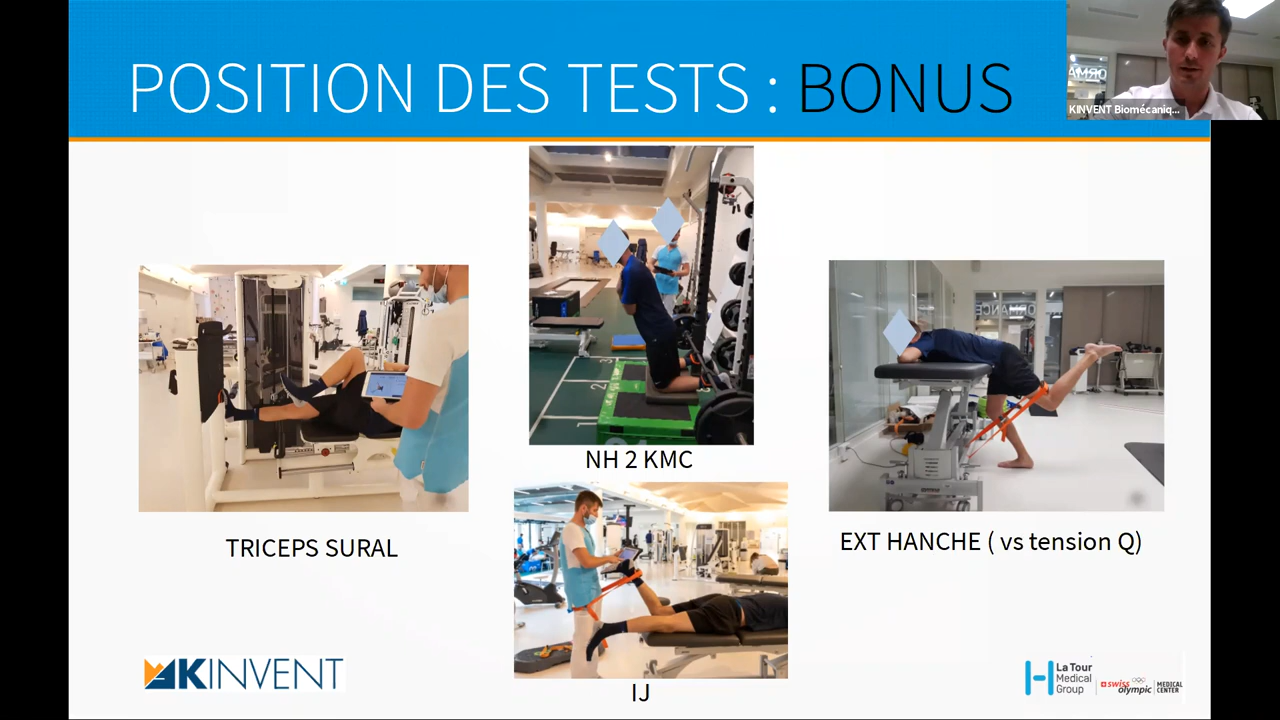 POSITION DES TESTS : BONUS
KINVENT Biomécaniq...
NH 2 KMC
TRICEPS SURAL
EXT HANCHE ( vs tension Q)
IJ
KINVENT
La Tour
Medical
Group
swiss
olympic
MEDICAL
CENTER